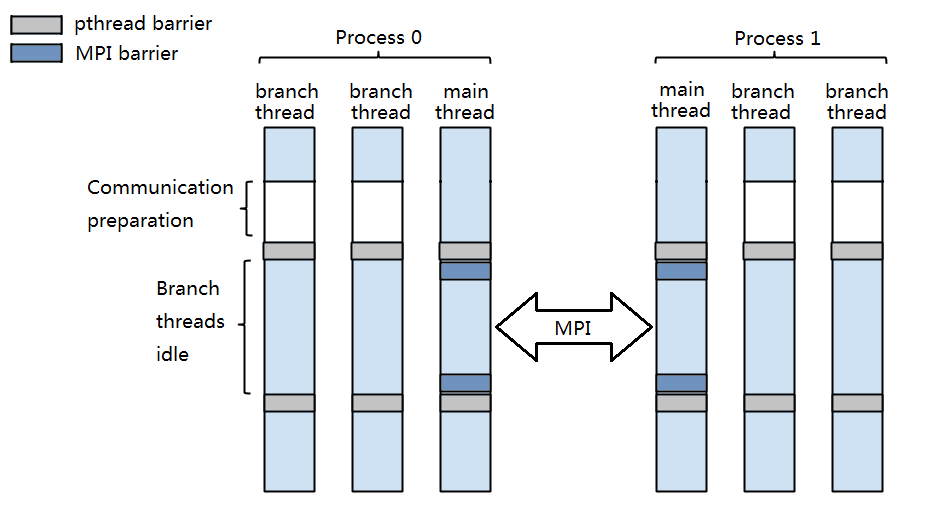 pthread barrier
MPI barrier
Process 0
Process 1
branch
thread
branch
thread
main
thread
main
thread
branch
thread
branch
thread
Communication
preparation
Branch
threads
idle
MPI